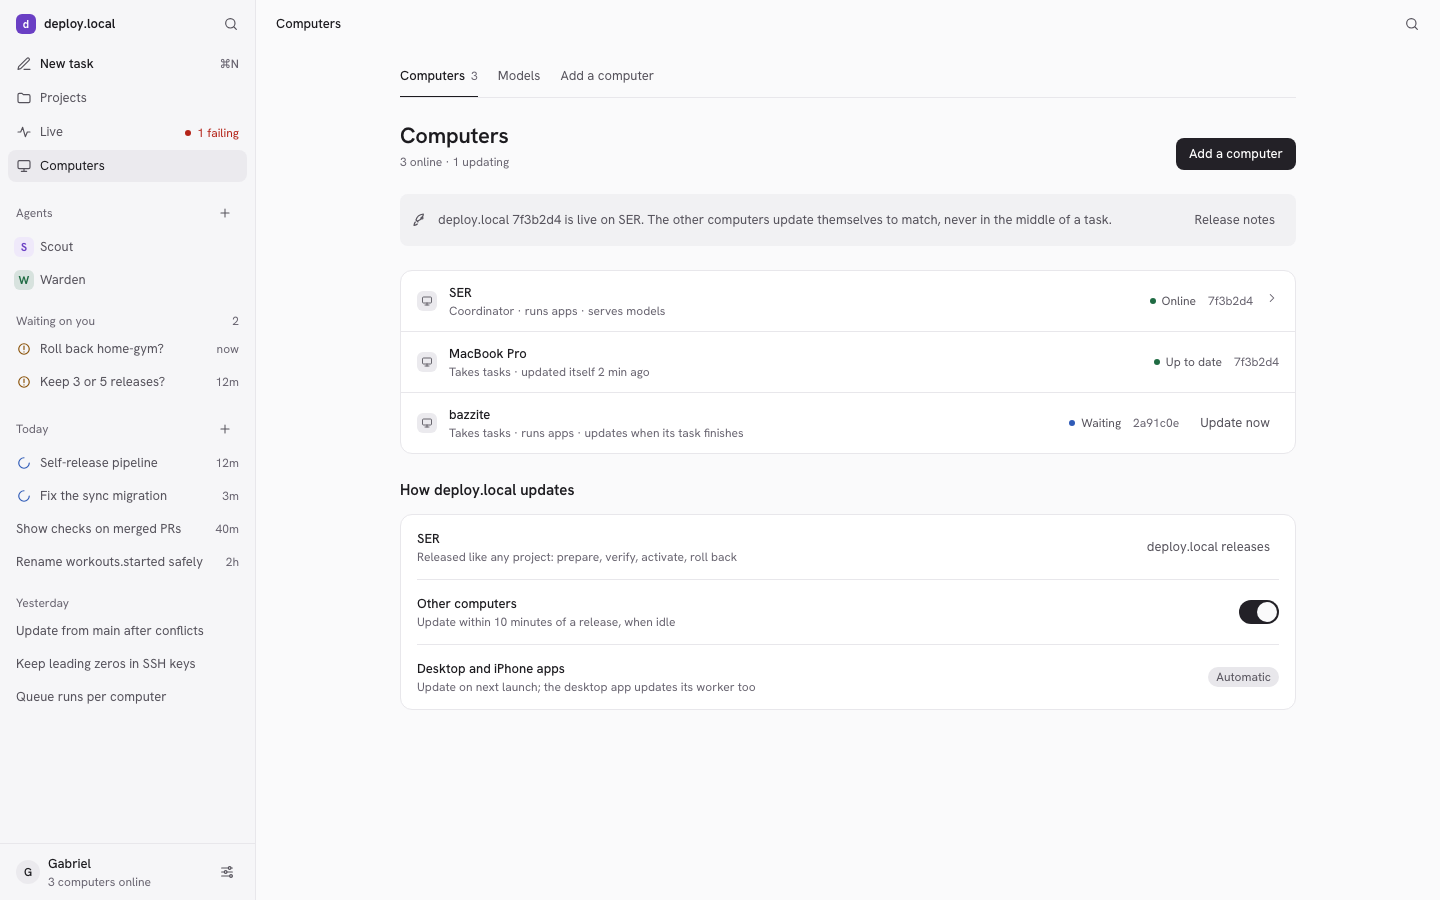 d deploy.local
New task ⌘N
Projects
Live 1 failing
Computers
Agents
S Scout
W Warden
Waiting on you 2
Roll back home-gym? now
Keep 3 or 5 releases? 12m
Today
Self-release pipeline 12m
Fix the sync migration 3m
Show checks on merged PRs 40m
Rename workouts.started safely 2h
Yesterday
Update from main after conflicts
Keep leading zeros in SSH keys
Queue runs per computer
G Gabriel
3 computers online
Computers
Computers 3 Models Add a computer
Computers
3 online · 1 updating
Add a computer
deploy.local 7f3b2d4 is live on SER. The other computers update themselves to match, never in the middle of a task. Release notes
SER
Coordinator · runs apps · serves models
Online 7f3b2d4
MacBook Pro
Takes tasks · updated itself 2 min ago
Up to date 7f3b2d4
bazzite
Takes tasks · runs apps · updates when its task finishes
Waiting 2a91c0e Update now
How deploy.local updates
SER
Released like any project: prepare, verify, activate, roll back
deploy.local releases
Other computers
Update within 10 minutes of a release, when idle
Desktop and iPhone apps
Update on next launch; the desktop app updates its worker too
Automatic